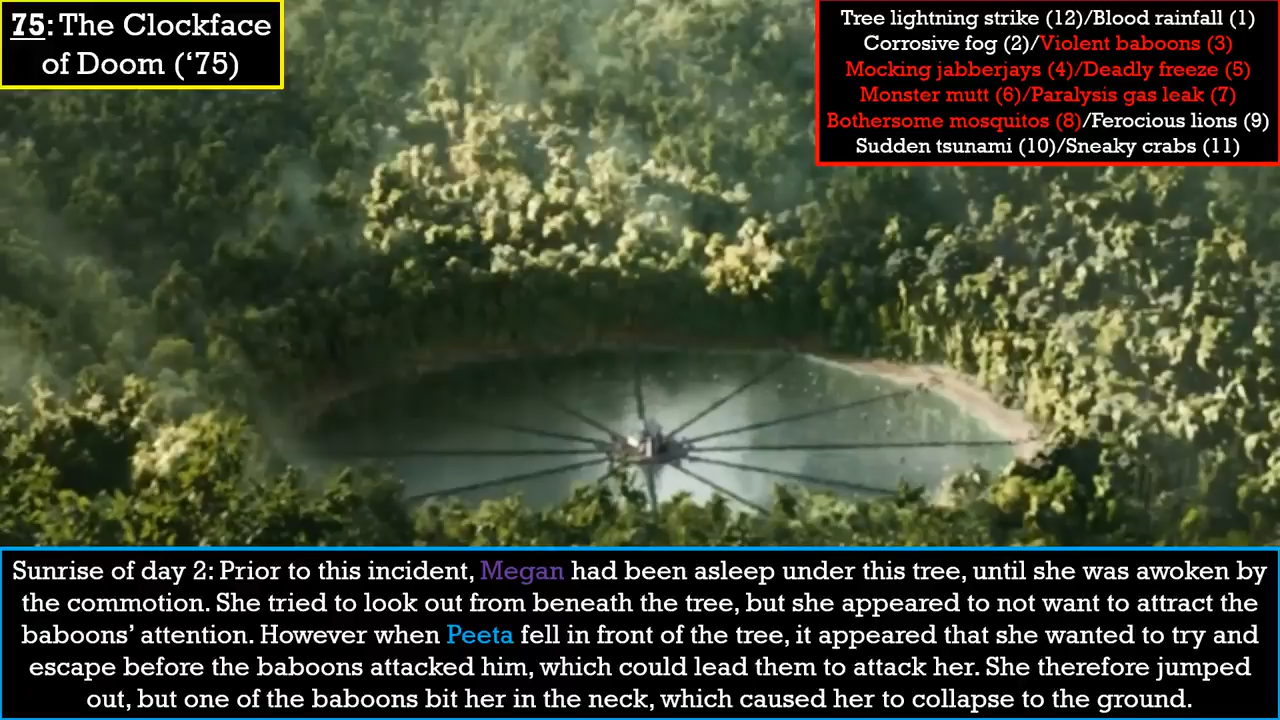 75: The Clockface
of Doom (‘75)
Tree lightning strike (12)/Blood rainfall (1)
Corrosive fog (2)/Violent baboons (3)
Mocking jabberjays (4)/Deadly freeze (5)
Monster mutt (6)/Paralysis gas leak (7)
Bothersome mosquitos (8)/Ferocious lions (9)
Sudden tsunami (10)/Sneaky crabs (11)
Sunrise of day 2: Prior to this incident, Megan had been asleep under this tree, until she was awoken by
the commotion. She tried to look out from beneath the tree, but she appeared to not want to attract the
baboons’ attention. However when Peeta fell in front of the tree, it appeared that she wanted to try and
escape before the baboons attacked him, which could lead them to attack her. She therefore jumped
out, but one of the baboons bit her in the neck, which caused her to collapse to the ground.